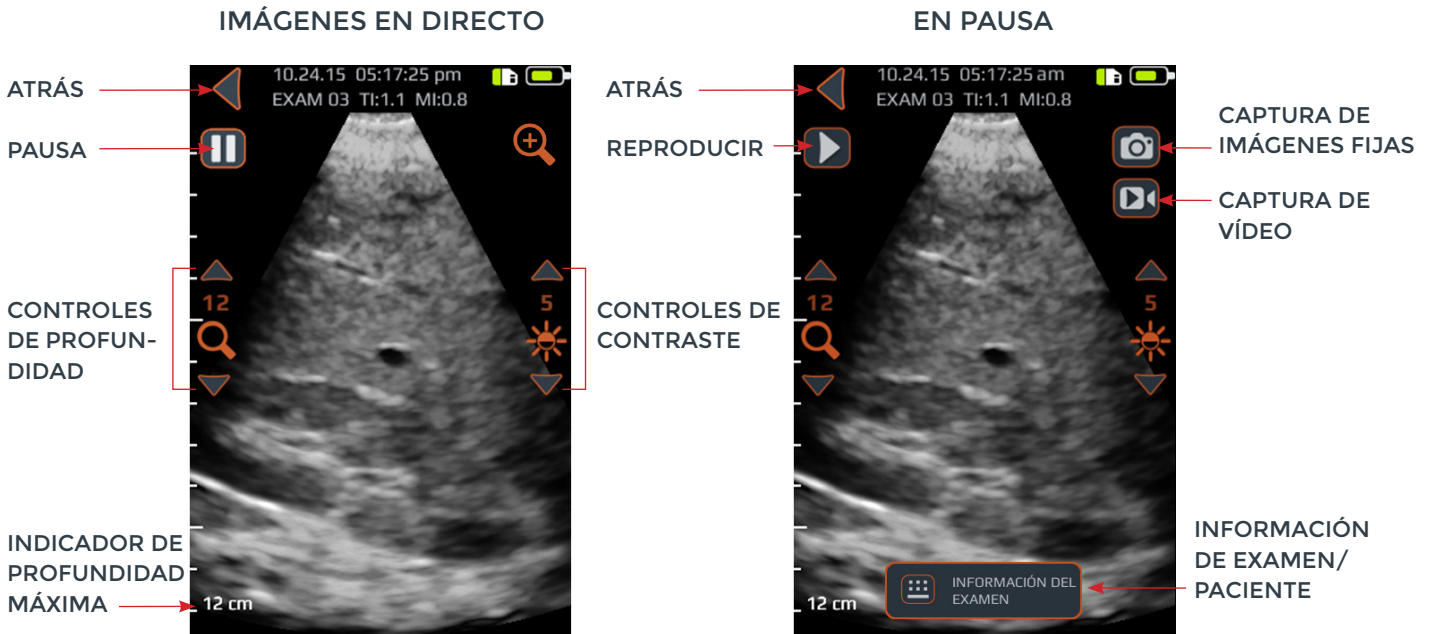 IMÁGENES EN DIRECTO
ATRÁS
PAUSA
CONTROLES
DE PROFUN-
DIDAD
INDICADOR DE
PROFUNDIDAD
MÁXIMA
10.24.15 05:17:25 pm
EXAM 03 TI:1.1 MI:0.8
12
5
12 cm
CONTROLES DE
CONTRASTE
EN PAUSA
ATRÁS
REPRODUCIR
10.24.15 05:17:25 am
EXAM 03 TI:1.1 MI:0.8
12
5
12 cm
INFORMACIÓN DEL
EXAMEN
CAPTURA DE
IMÁGENES FIJAS
CAPTURA DE
VÍDEO
INFORMACIÓN
DE EXAMEN/
PACIENTE